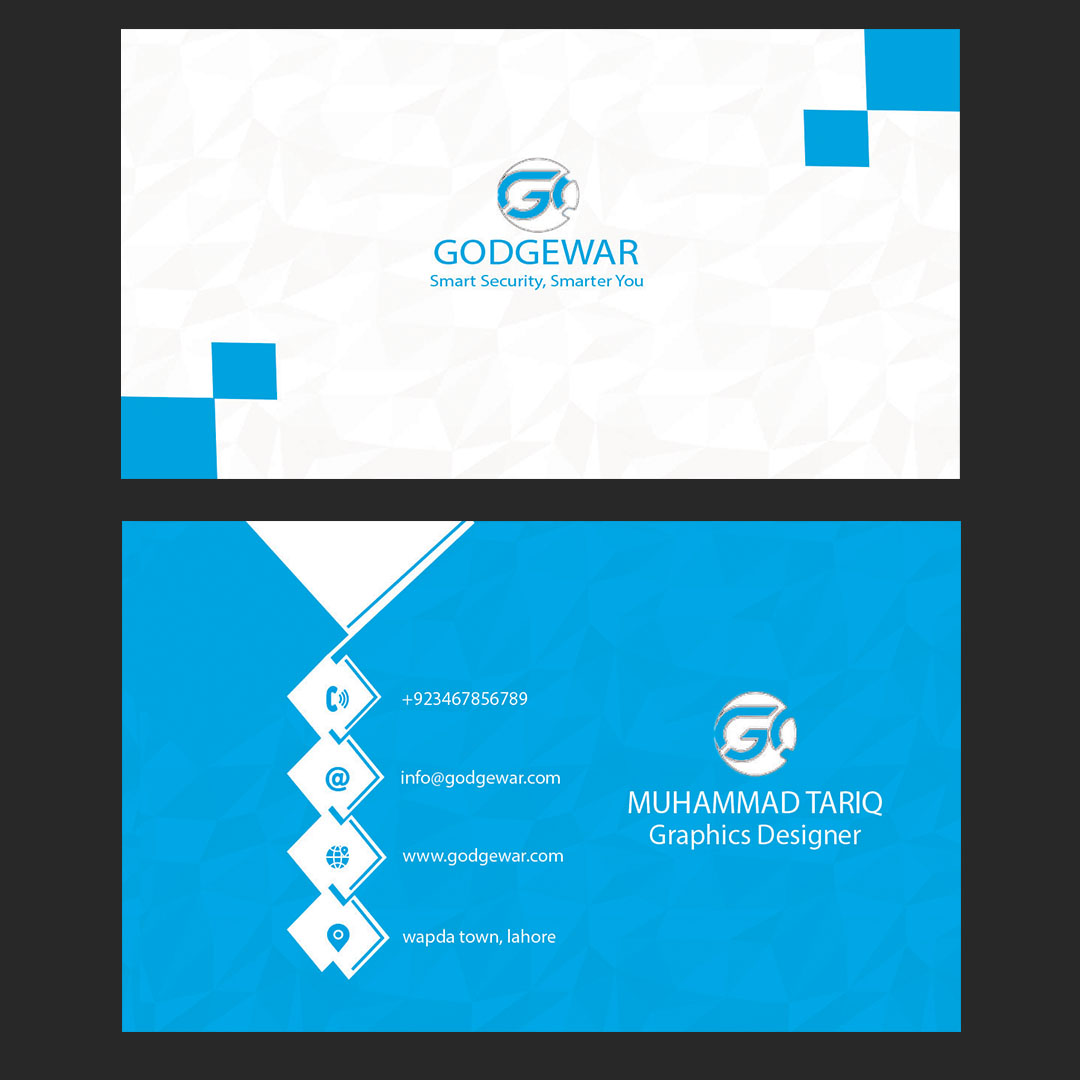 GODGEWAR
Smart Security, Smarter You
+923467856789
info@godgewar.com
www.godgewar.com
wapda town, lahore
MUHAMMAD TARIQ
Graphics Designer